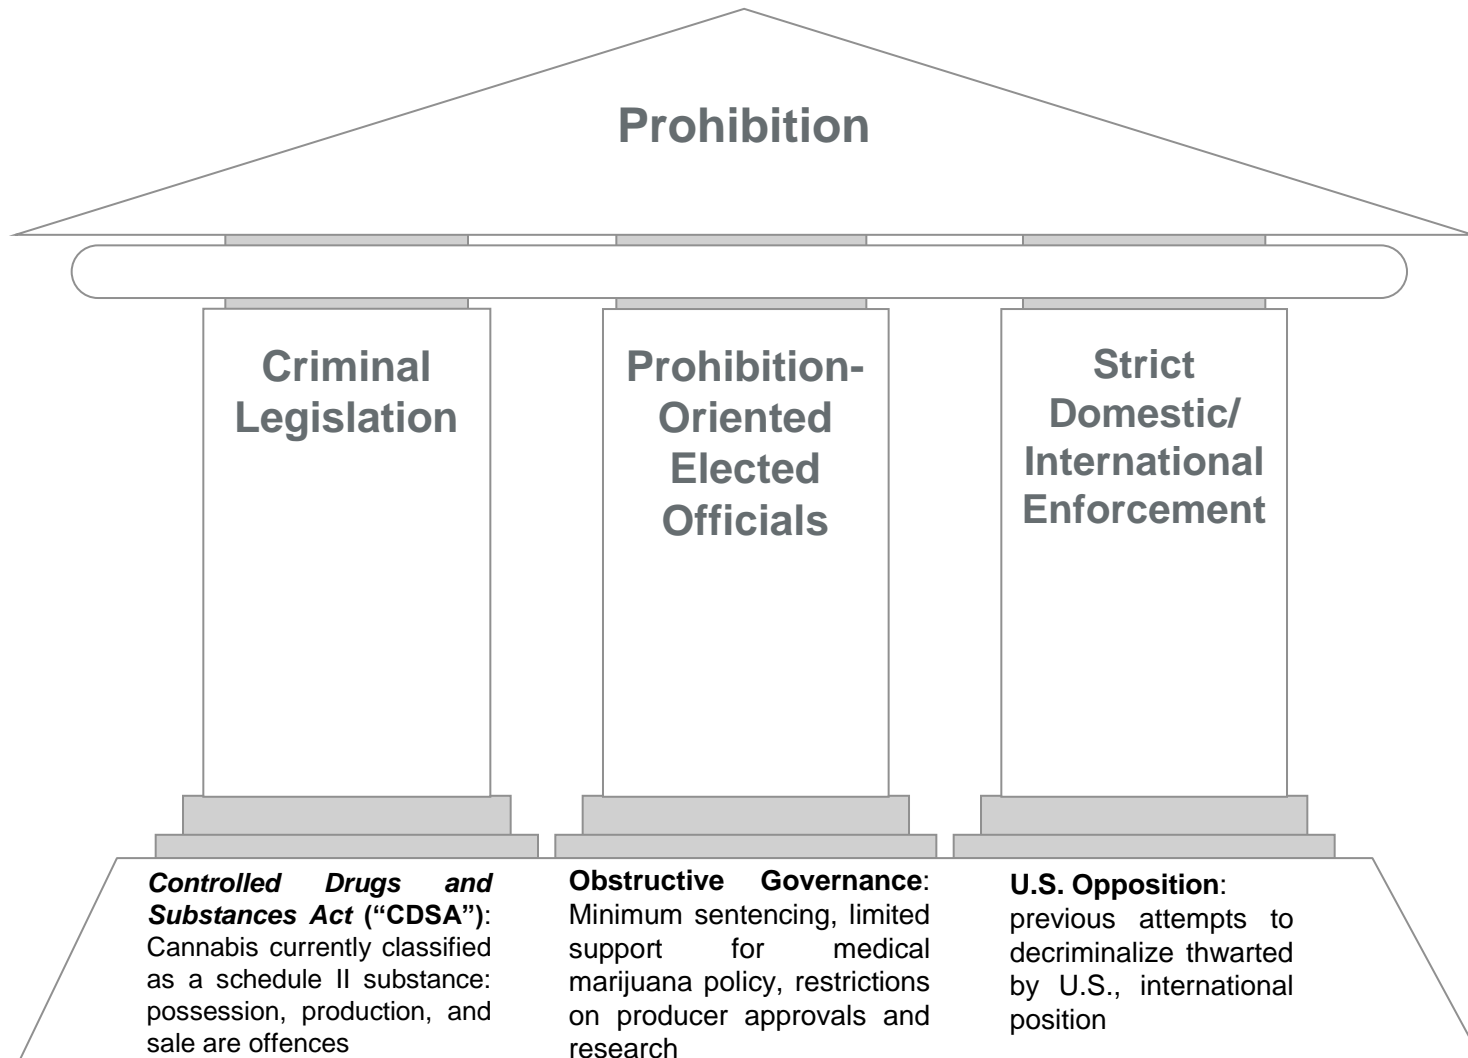 Prohibition
Criminal
Legislation
Prohibition-
Oriented
Elected
Officials
Strict
Domestic/
International
Enforcement
Controlled Drugs and
Substances Act (“CDSA”):
Cannabis currently classified
as a schedule II substance:
possession, production, and
sale are offences
Obstructive Governance:
Minimum sentencing, limited
support for medical
marijuana policy, restrictions
on producer approvals and
research
U.S. Opposition:
previous attempts to
decriminalize thwarted
by U.S., international
position